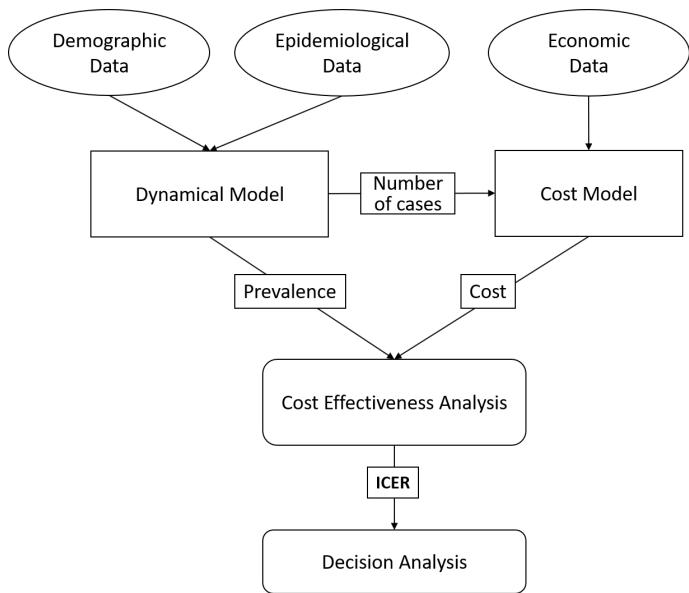 Demographic
Data
Epidemiological
Data
Economic
Data
Dynamical Model
Number
of cases
Cost Model
Prevalence
Cost
Cost Effectiveness Analysis
ICER
Decision Analysis